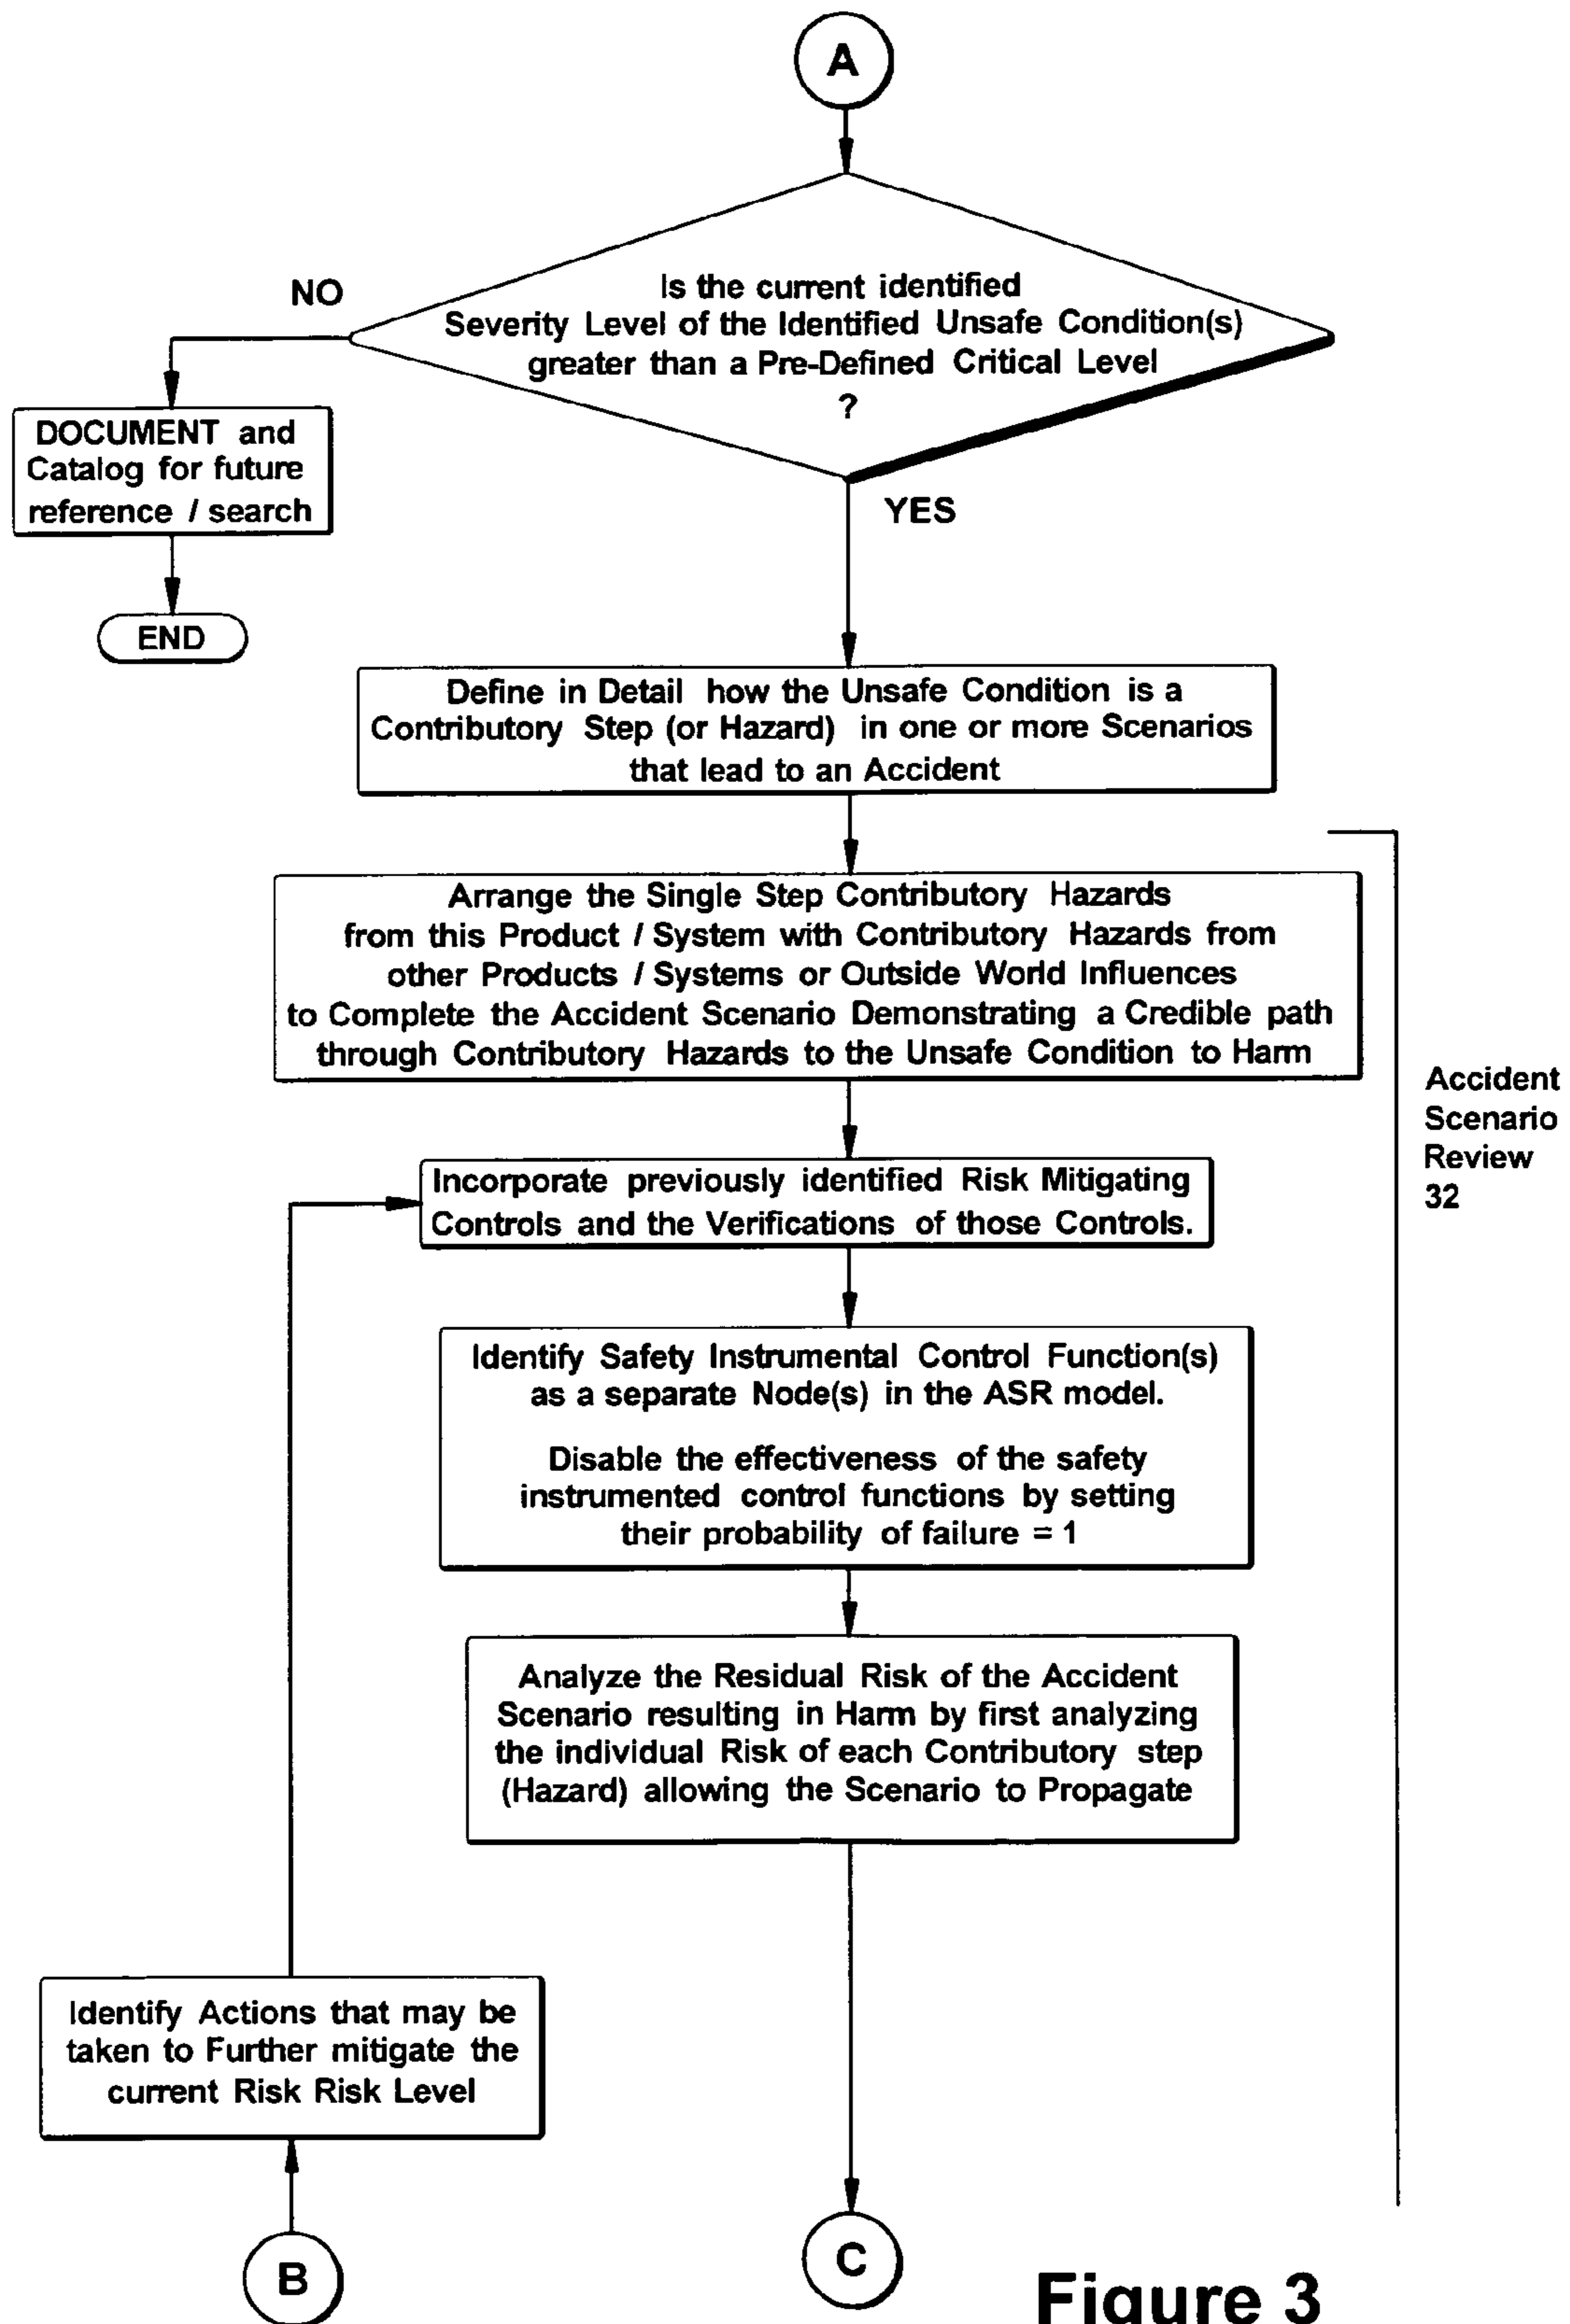 A
NO
Is the current identified
Severity Level of the Identified Unsafe Condition(s)
greater than a Pre-Defined Critical Level
?
DOCUMENT and
Catalog for future
reference / search
YES
END
Define in Detail how the Unsafe Condition is a
Contributory Step (or Hazard) in one or more Scenarios
that lead to an Accident
Arrange the Single Step Contributory Hazards
from this Product / System with Contributory Hazards from
other Products / Systems or Outside World Influences
to Complete the Accident Scenario Demonstrating a Credible path
through Contributory Hazards to the Unsafe Condition to Harm
Accident
Scenario
Review
32
Incorporate previously identified Risk Mitigating
Controls and the Verifications of those Controls.
Identify Safety Instrumental Control Function(s)
as a separate Node(s) in the ASR model.
Disable the effectiveness of the safety
instrumented control functions by setting
their probability of failure = 1
Analyze the Residual Risk of the Accident
Scenario resulting in Harm by first analyzing
the individual Risk of each Contributory step
(Hazard) allowing the Scenario to Propagate
Identify Actions that may be
taken to Further mitigate the
current Risk Risk Level
B
C
Figure 3